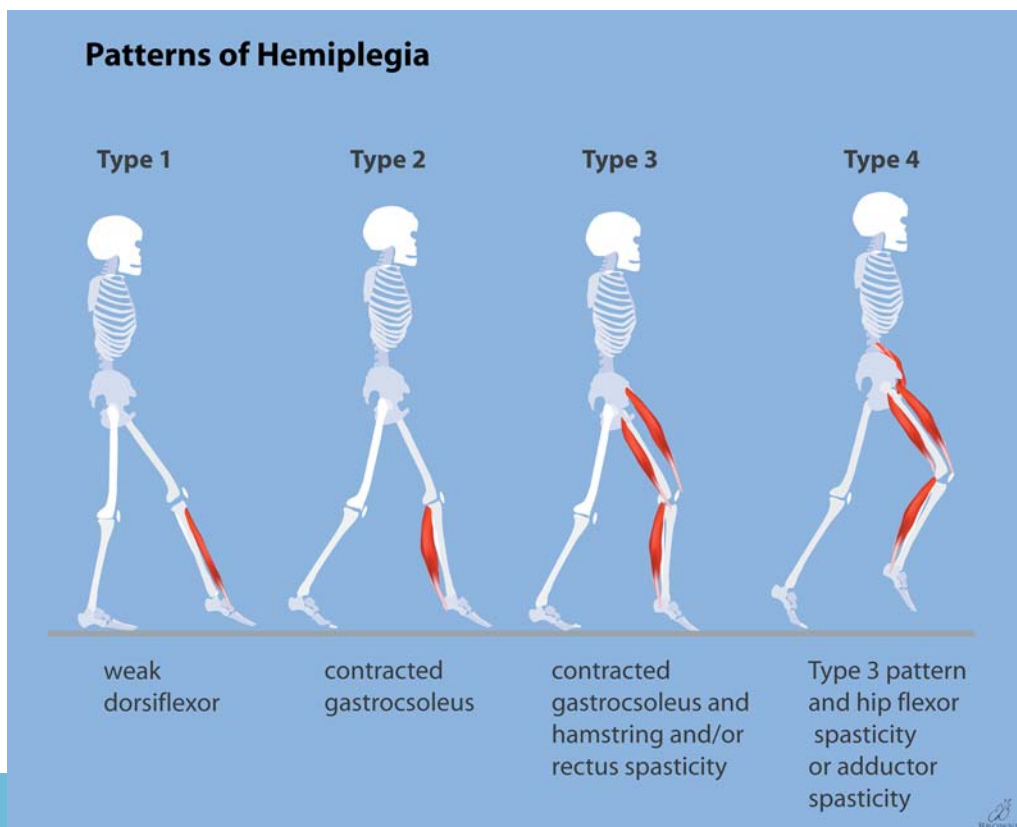 Patterns of Hemiplegia
Type 1
Type 2
Type 3
Type 4
weak
dorsiflexor
contracted
gastrocsoleus
contracted
gastrocsoleus and
hamstring and/or
rectus spasticity
Type 3 pattern
and hip flexor
spasticity
or adductor
spasticity